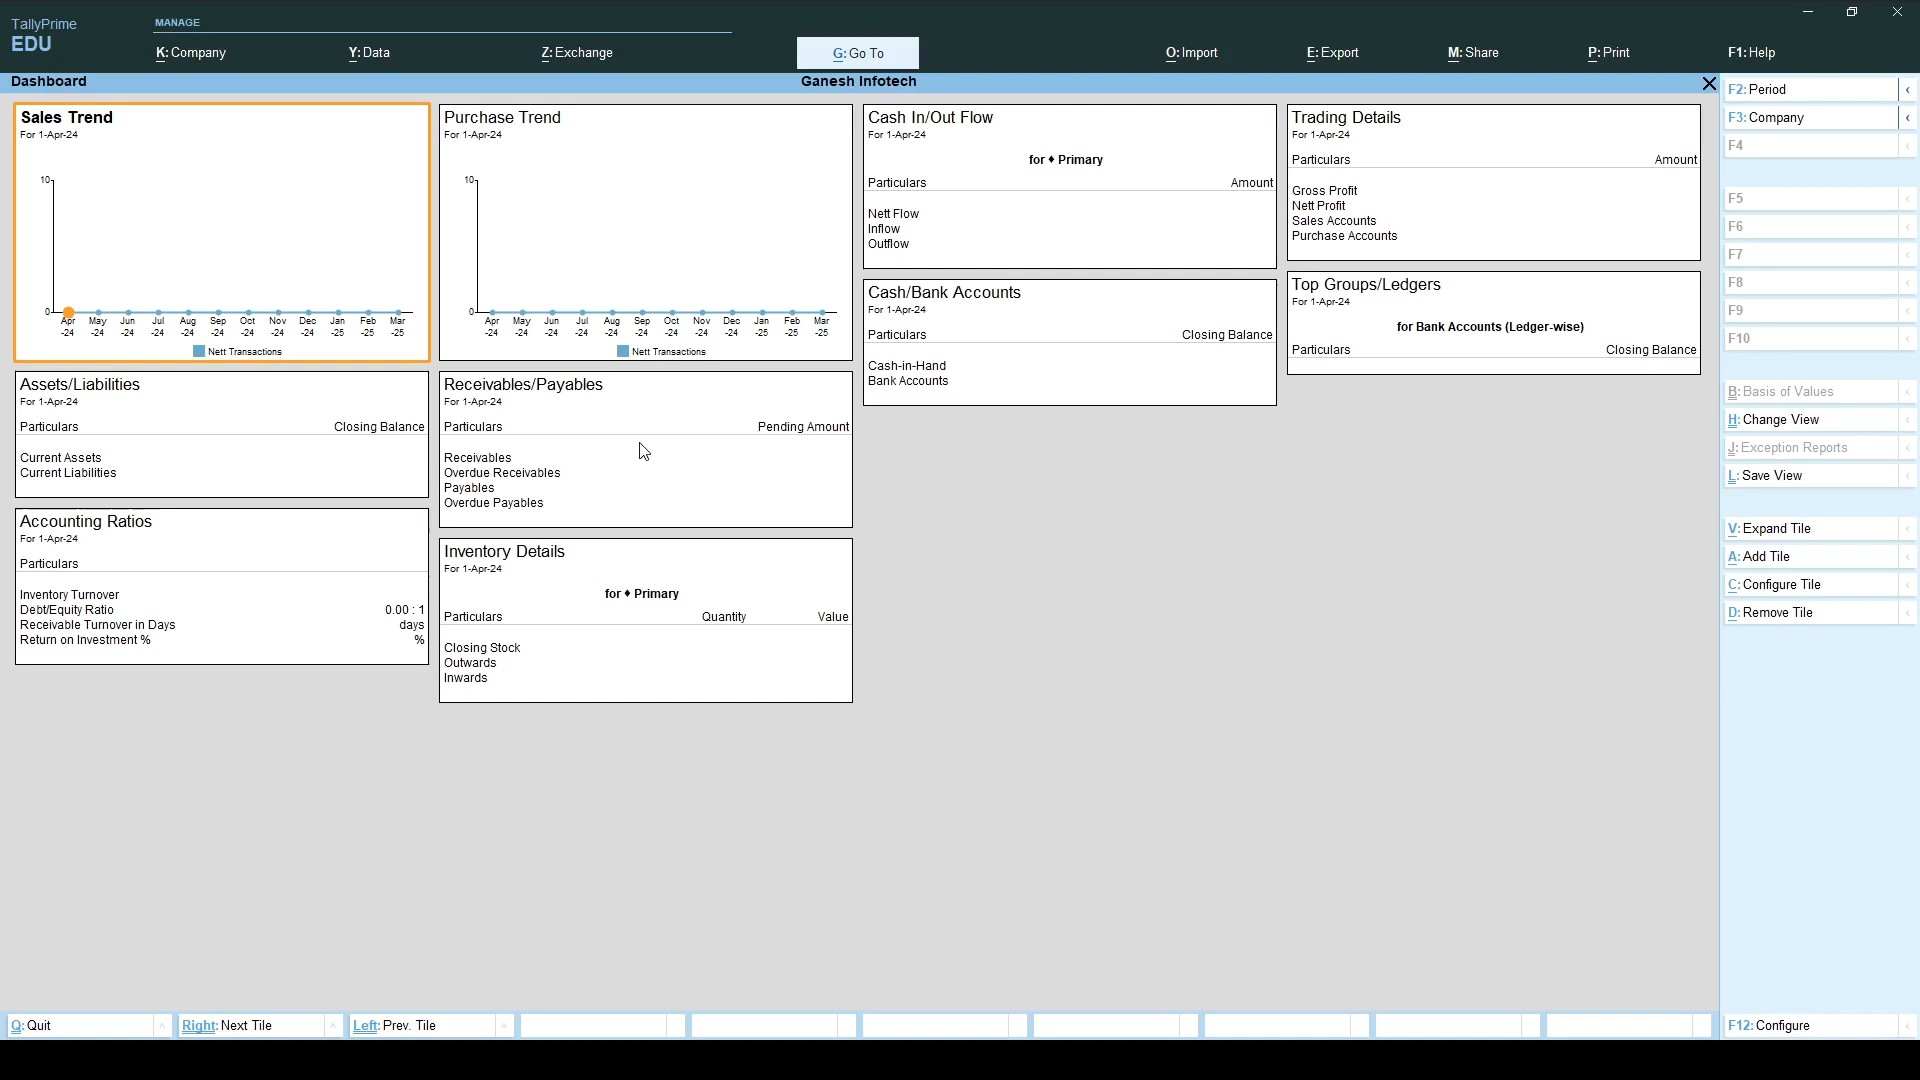 TallyPrime
EDU
MANAGE
K: Company
Y: Data
Z: Exchange
G: Go To
O: Import
E: Export
M: Share
P: Print
F1: Help
Dashboard
Ganesh Infotech
Sales Trend
For 1-Apr-24
10
0
Apr May Jun Jul Aug Sep Oct Nov Dec Jan Feb Mar
-24 -24 -24 -24 -24 -24 -24 -24 -24 -25 -25 -25
Nett Transactions
Purchase Trend
For 1-Apr-24
10
0
Apr May Jun Jul Aug Sep Oct Nov Dec Jan Feb Mar
-24 -24 -24 -24 -24 -24 -24 -24 -24 -25 -25 -25
Nett Transactions
Cash In/Out Flow
For 1-Apr-24
for ♦ Primary
Particulars Amount
Nett Flow
Inflow
Outflow
Trading Details
For 1-Apr-24
Particulars Amount
Gross Profit
Nett Profit
Sales Accounts
Purchase Accounts
Cash/Bank Accounts
For 1-Apr-24
Particulars Closing Balance
Cash-in-Hand
Bank Accounts
Top Groups/Ledgers
For 1-Apr-24
for Bank Accounts (Ledger-wise)
Particulars Closing Balance
Assets/Liabilities
For 1-Apr-24
Particulars Closing Balance
Current Assets
Current Liabilities
Receivables/Payables
For 1-Apr-24
Particulars Pending Amount
Receivables
Overdue Receivables
Payables
Overdue Payables
Accounting Ratios
For 1-Apr-24
Particulars
Inventory Turnover
Debt/Equity Ratio 0.00 : 1
Receivable Turnover in Days days
Return on Investment % %
Inventory Details
For 1-Apr-24
for ♦ Primary
Particulars Quantity Value
Closing Stock
Outwards
Inwards
F2: Period
F3: Company
F4
F5
F6
F7
F8
F9
F10
B: Basis of Values
H: Change View
J: Exception Reports
L: Save View
V: Expand Tile
A: Add Tile
C: Configure Tile
D: Remove Tile
Q: Quit
Right: Next Tile
Left: Prev. Tile
F12: Configure